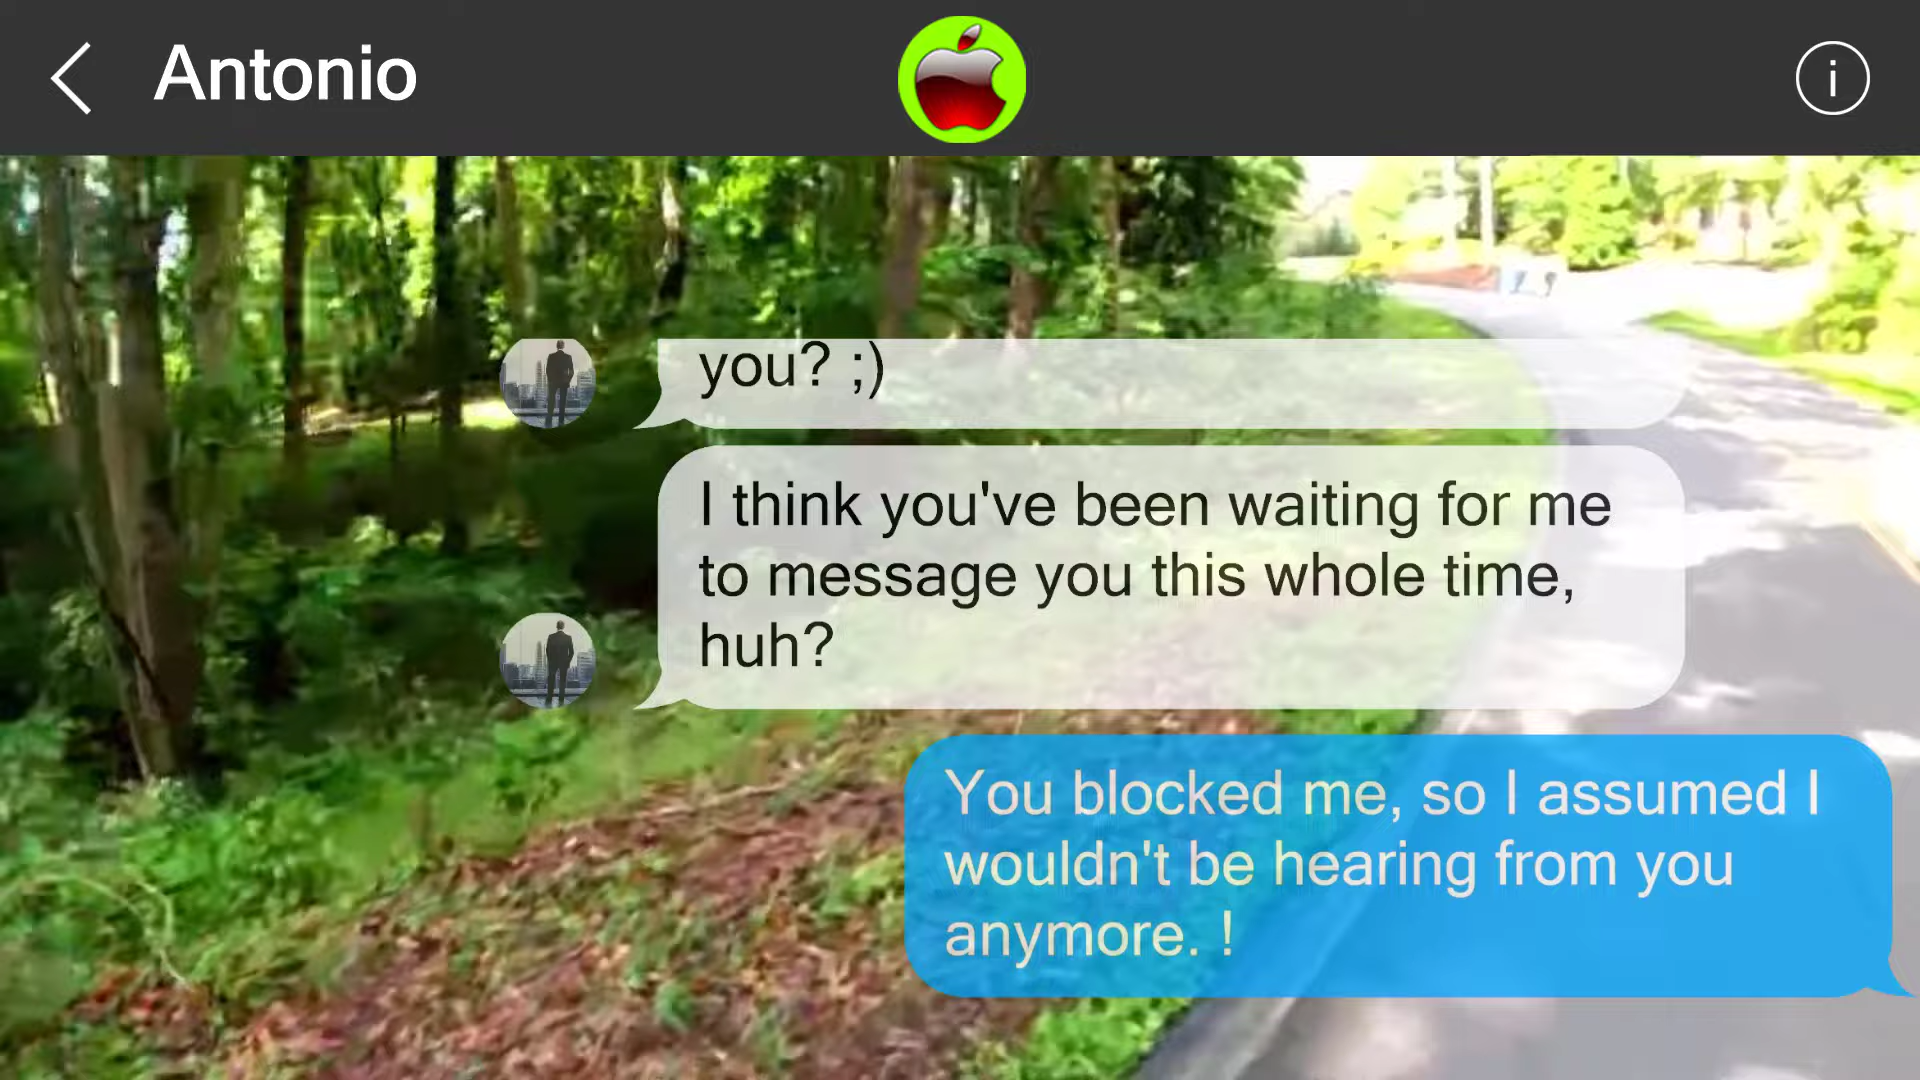 Antonio
i
you? ;)
I think you've been waiting for me
to message you this whole time,
huh?
You blocked me, so I assumed I
wouldn't be hearing from you
anymore. !